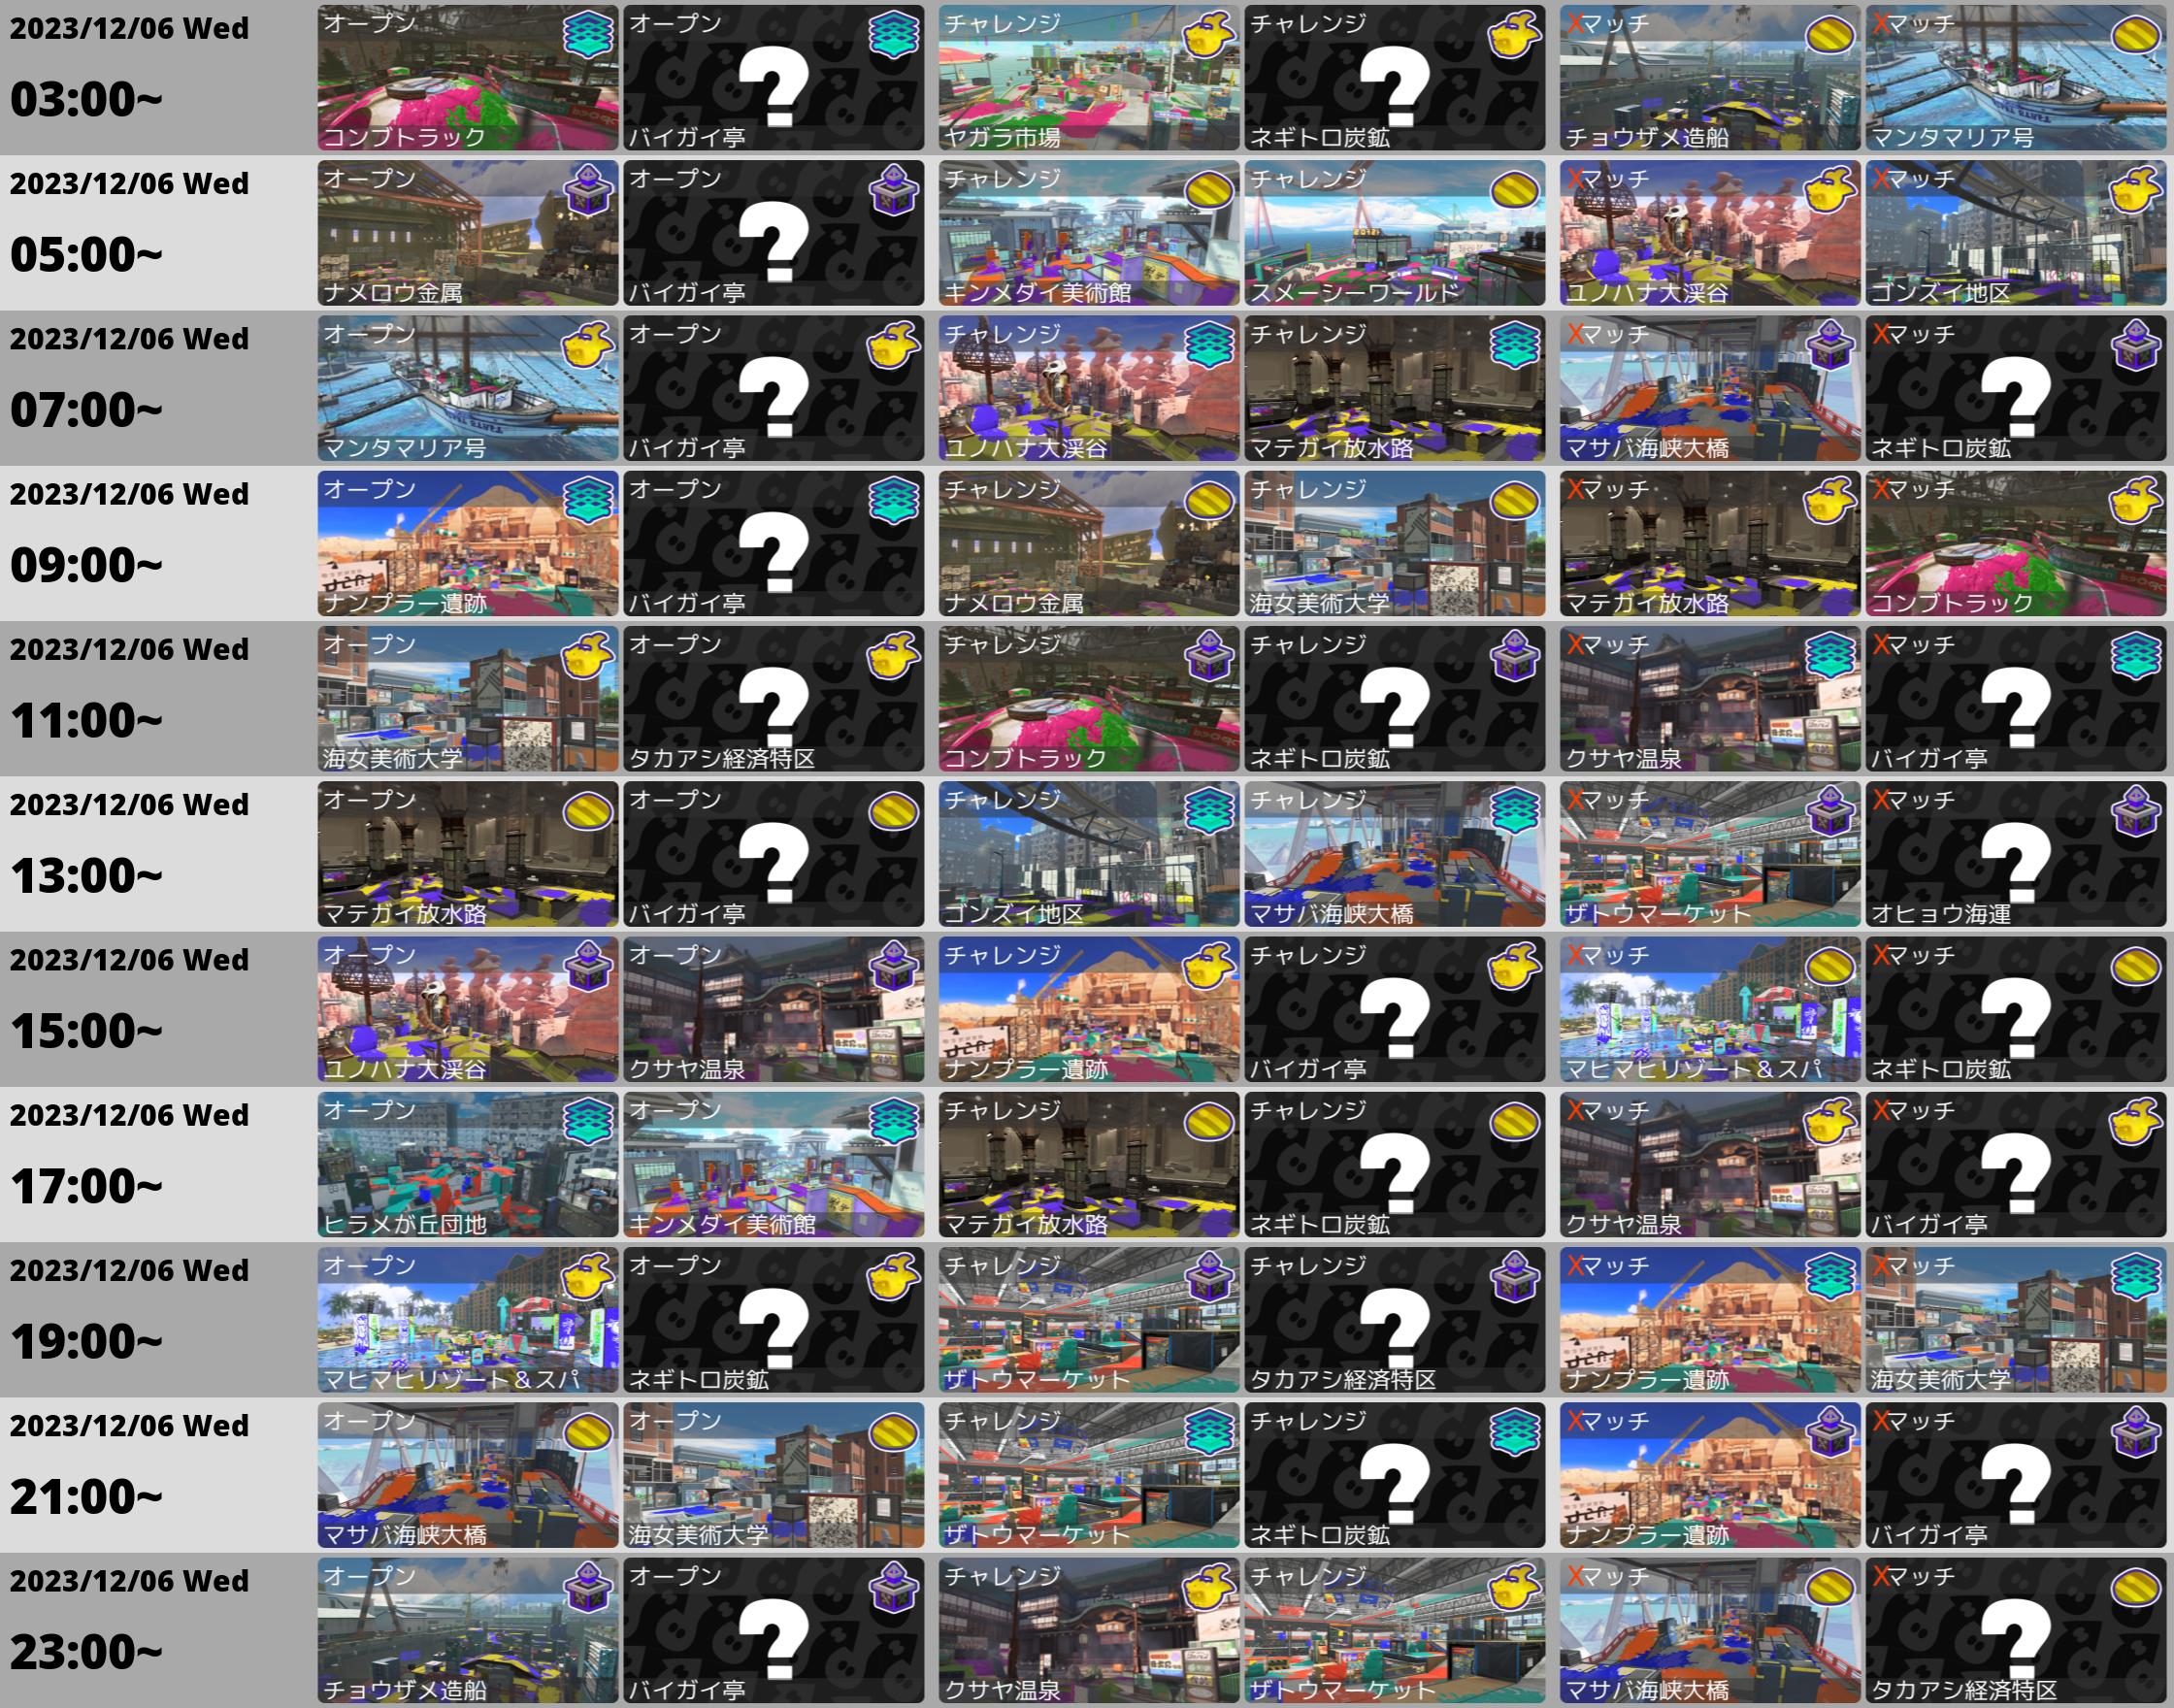 2023/12/06 Wed
03:00~
オープン
コンブトラック
オープン
バイガイ亭
チャレンジ
ヤガラ市場
チャレンジ
ネギトロ炭鉱
Xマッチ
チョウザメ造船
Xマッチ
マンタマリア号
2023/12/06 Wed
05:00~
オープン
ナメロウ金属
オープン
バイガイ亭
チャレンジ
キンメダイ美術館
チャレンジ
スメーシーワールド
Xマッチ
ユノハナ大渓谷
Xマッチ
ゴンズイ地区
2023/12/06 Wed
07:00~
オープン
マンタマリア号
オープン
バイガイ亭
チャレンジ
ユノハナ大渓谷
チャレンジ
マテガイ放水路
Xマッチ
マサバ海峡大橋
Xマッチ
ネギトロ炭鉱
2023/12/06 Wed
09:00~
オープン
ナンプラー遺跡
オープン
バイガイ亭
チャレンジ
ナメロウ金属
チャレンジ
海女美術大学
Xマッチ
マテガイ放水路
Xマッチ
コンブトラック
2023/12/06 Wed
11:00~
オープン
海女美術大学
オープン
タカアシ経済特区
チャレンジ
コンブトラック
チャレンジ
ネギトロ炭鉱
Xマッチ
クサヤ温泉
Xマッチ
バイガイ亭
2023/12/06 Wed
13:00~
オープン
マテガイ放水路
オープン
バイガイ亭
チャレンジ
ゴンズイ地区
チャレンジ
マサバ海峡大橋
Xマッチ
ザトウマーケット
Xマッチ
オヒョウ海運
2023/12/06 Wed
15:00~
オープン
ユノハナ大渓谷
オープン
クサヤ温泉
チャレンジ
ナンプラー遺跡
チャレンジ
バイガイ亭
Xマッチ
マヒマヒリゾート＆スパ
Xマッチ
ネギトロ炭鉱
2023/12/06 Wed
17:00~
オープン
ヒラメが丘団地
オープン
キンメダイ美術館
チャレンジ
マテガイ放水路
チャレンジ
ネギトロ炭鉱
Xマッチ
クサヤ温泉
Xマッチ
バイガイ亭
2023/12/06 Wed
19:00~
オープン
マヒマヒリゾート＆スパ
オープン
ネギトロ炭鉱
チャレンジ
ザトウマーケット
チャレンジ
タカアシ経済特区
Xマッチ
ナンプラー遺跡
Xマッチ
海女美術大学
2023/12/06 Wed
21:00~
オープン
マサバ海峡大橋
オープン
海女美術大学
チャレンジ
ザトウマーケット
チャレンジ
ネギトロ炭鉱
Xマッチ
ナンプラー遺跡
Xマッチ
バイガイ亭
2023/12/06 Wed
23:00~
オープン
チョウザメ造船
オープン
バイガイ亭
チャレンジ
クサヤ温泉
チャレンジ
ザトウマーケット
Xマッチ
マサバ海峡大橋
Xマッチ
タカアシ経済特区